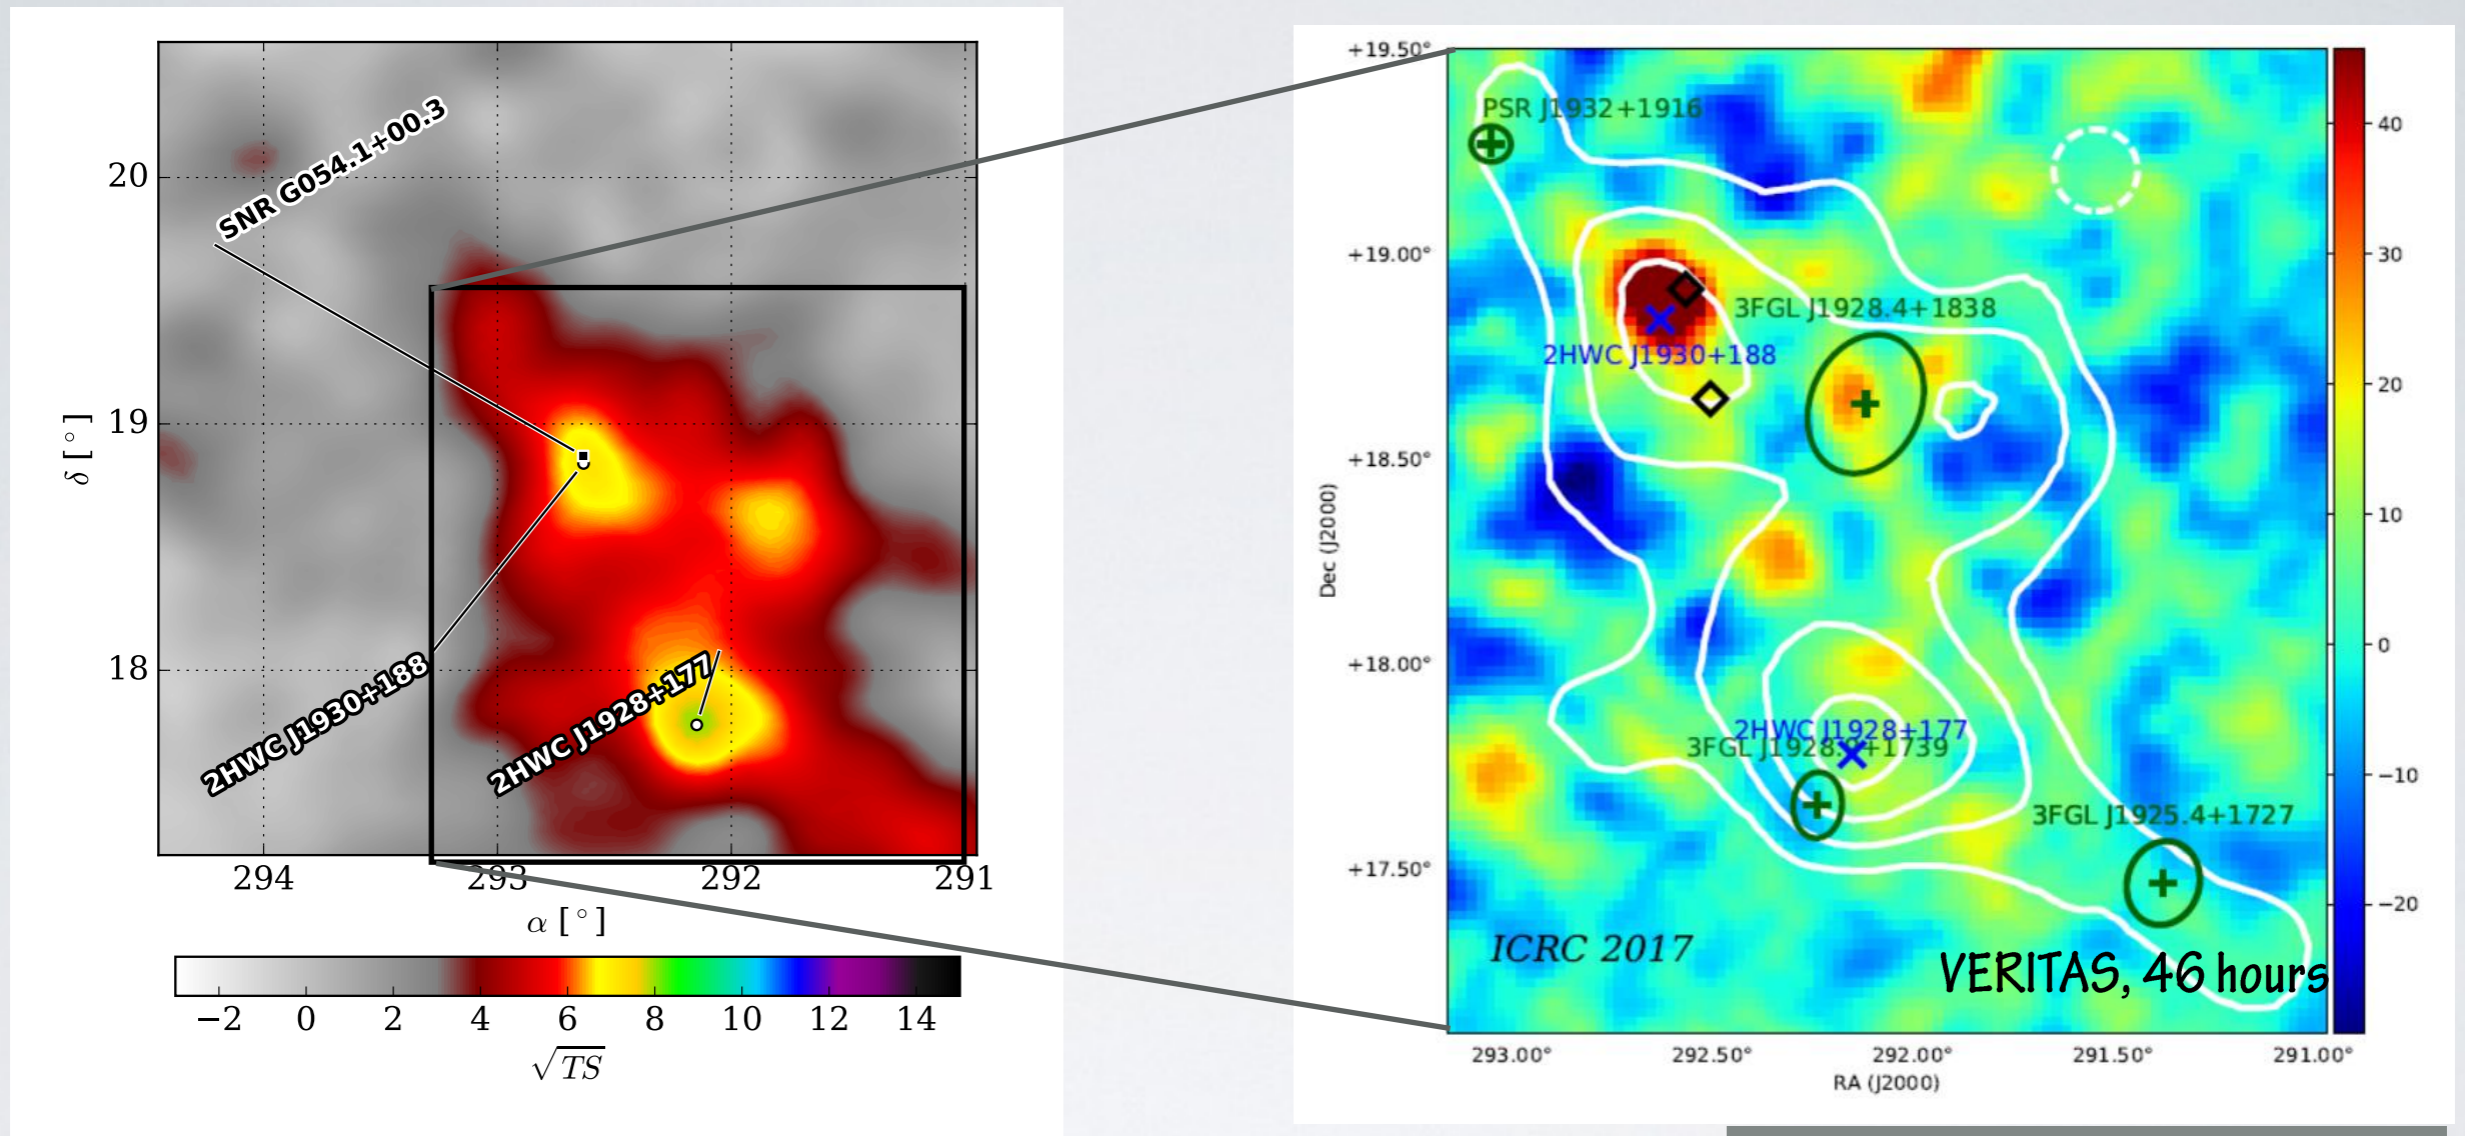 SNR G054.1+00.3
20
19
18
δ [°]
2HWC J1930+188
2HWC J1928+177
294 293 292 291
α [°]
−2 0 2 4 6 8 10 12 14
√TS
+19.50°
+19.00°
+18.50°
+18.00°
+17.50°
Dec (J2000)
PSR J1932+1916
3FGL J1928.4+1838
2HWC J1930+188
2HWC J1928+177
3FGL J1928.9+1739
3FGL J1925.4+1727
ICRC 2017
VERITAS, 46 hours
293.00° 292.50° 292.00° 291.50° 291.00°
RA (J2000)
40
30
20
10
0
−10
−20